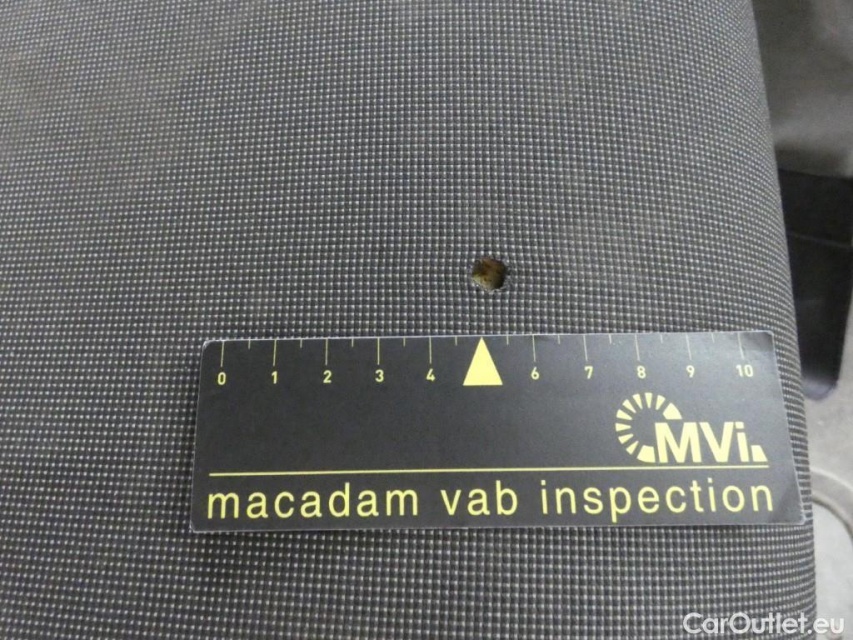 0 1 2 3 4 6 7 8 9 10
MVi
macadam vab inspection
CarOutlet.eu